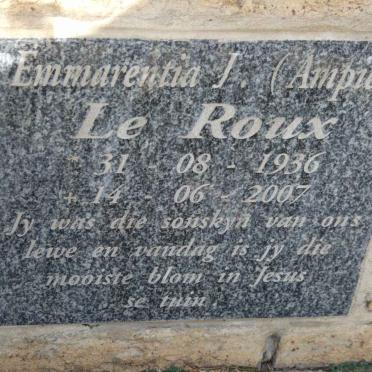 Emmarentia J. (Ampie
Le Roux
* 31 - 08 - 1936
+ 14 - 06 - 2007
Jy was die sonskyn van ons
lewe en vandag is jy die
mooiste blom in Jesus
se tuin.